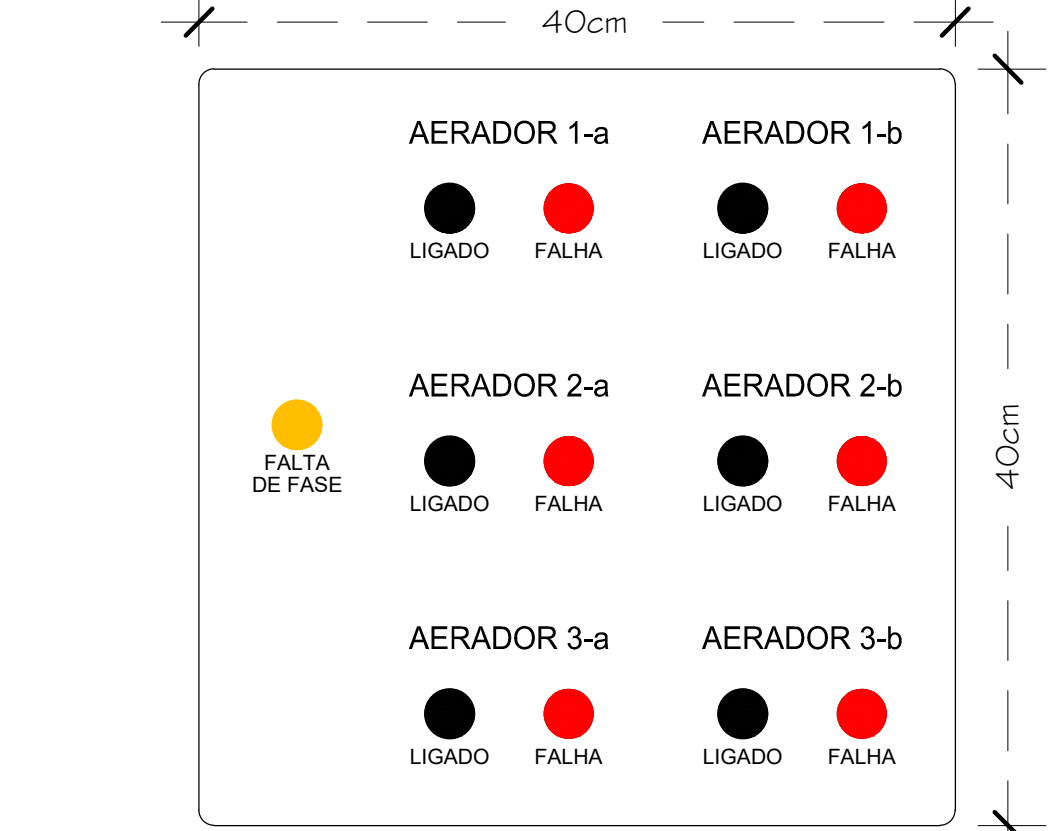 40cm
AERADOR 1-a AERADOR 1-b
LIGADO FALHA LIGADO FALHA
AERADOR 2-a AERADOR 2-b
40cm
FALTA
DE FASE
LIGADO FALHA LIGADO FALHA
AERADOR 3-a AERADOR 3-b
LIGADO FALHA LIGADO FALHA